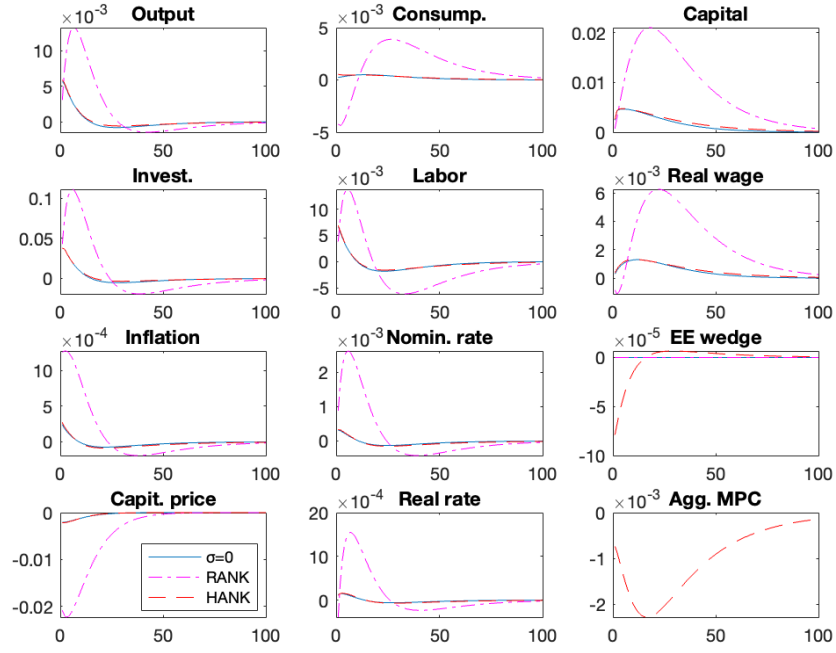 Output Consump. Capital
×10⁻³ ×10⁻³
10 5 0.02
5 0 0.01
0 -5 0
0 50 100 0 50 100 0 50 100
Invest. Labor Real wage
×10⁻³ ×10⁻³
0.1 10 6
0.05 5 4
0 0 2
-5 0
0 50 100 0 50 100 0 50 100
Inflation Nomin. rate EE wedge
×10⁻⁴ ×10⁻³ ×10⁻⁵
10 2 0
5 1 -5
0 0 -10
0 50 100 0 50 100 0 50 100
Capit. price Real rate Agg. MPC
×10⁻⁴ ×10⁻³
0 20 0
-0.01 10 -1
-0.02 0 -2
σ=0
RANK
HANK
0 50 100 0 50 100 0 50 100